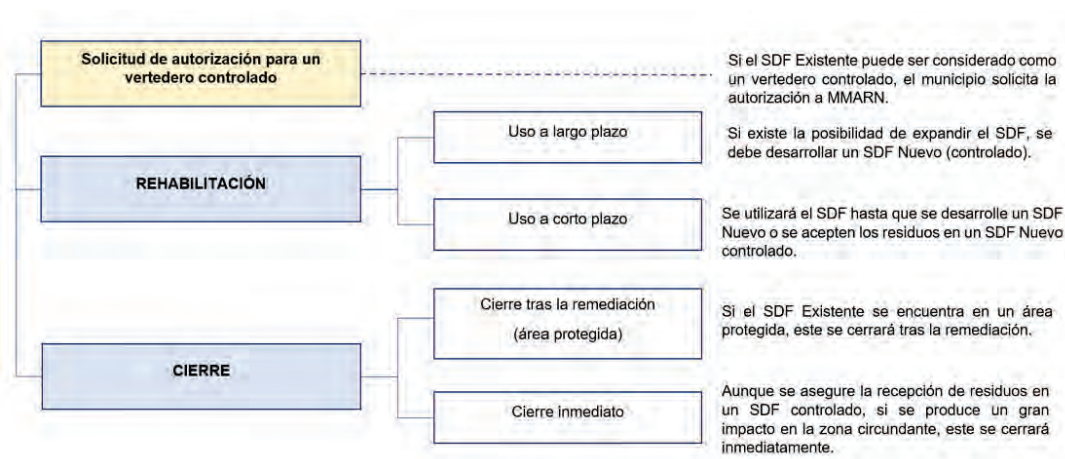 Solicitud de autorización para un
vertedero controlado
Si el SDF Existente puede ser considerado como
un vertedero controlado, el municipio solicita la
autorización a MMARN.
REHABILITACIÓN
Uso a largo plazo
Si existe la posibilidad de expandir el SDF, se
debe desarrollar un SDF Nuevo (controlado).
Uso a corto plazo
Se utilizará el SDF hasta que se desarrolle un SDF
Nuevo o se acepten los residuos en un SDF Nuevo
controlado.
CIERRE
Cierre tras la remediación
(área protegida)
Si el SDF Existente se encuentra en un área
protegida, este se cerrará tras la remediación.
Cierre inmediato
Aunque se asegure la recepción de residuos en
un SDF controlado, si se produce un gran
impacto en la zona circundante, este se cerrará
inmediatamente.